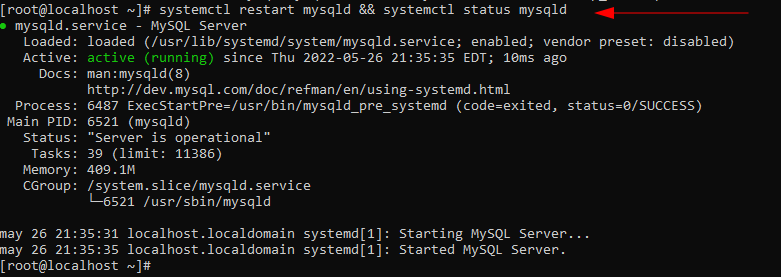 [root@localhost ~]# systemctl restart mysqld && systemctl status mysqld
● mysqld.service - MySQL Server
Loaded: loaded (/usr/lib/systemd/system/mysqld.service; enabled; vendor preset: disabled)
Active: active (running) since Thu 2022-05-26 21:35:35 EDT; 10ms ago
Docs: man:mysqld(8)
http://dev.mysql.com/doc/refman/en/using-systemd.html
Process: 6487 ExecStartPre=/usr/bin/mysqld_pre_systemd (code=exited, status=0/SUCCESS)
Main PID: 6521 (mysqld)
Status: "Server is operational"
Tasks: 39 (limit: 11386)
Memory: 409.1M
CGroup: /system.slice/mysqld.service
└─6521 /usr/sbin/mysqld
may 26 21:35:31 localhost.localdomain systemd[1]: Starting MySQL Server...
may 26 21:35:35 localhost.localdomain systemd[1]: Started MySQL Server.
[root@localhost ~]#